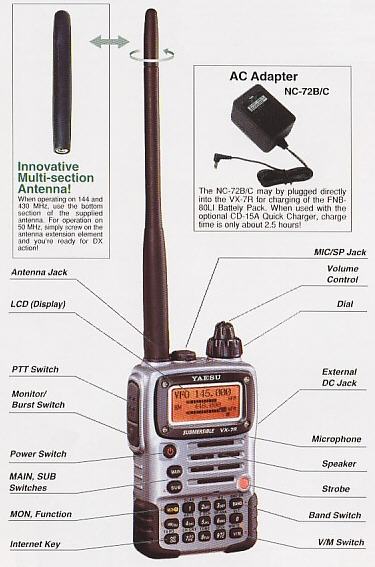 Innovative
Multi-section
Antenna!
When operating on 144 and
430 MHz, use the bottom
section of the supplied
antenna. For operation on
50 MHz, simply screw on the
antenna extension element
and you're ready for DX
action!
AC Adapter
NC-72B/C
The NC-72B/C may by plugged directly
into the VX-7R for charging of the FNB-
80LI Battely Pack. When used with the
optional CD-15A Quick Charger, charge
time is only about 2.5 hours!
Antenna Jack
LCD (Display)
PTT Switch
Monitor/
Burst Switch
Power Switch
MAIN, SUB
Switches
MON, Function
Internet Key
MIC/SP Jack
Volume
Control
Dial
External
DC Jack
Microphone
Speaker
Strobe
Band Switch
V/M Switch
YAESU
VFO 145.000
SUBMERSIBLE VX-7R
MAIN
SUB
BAND
V/M